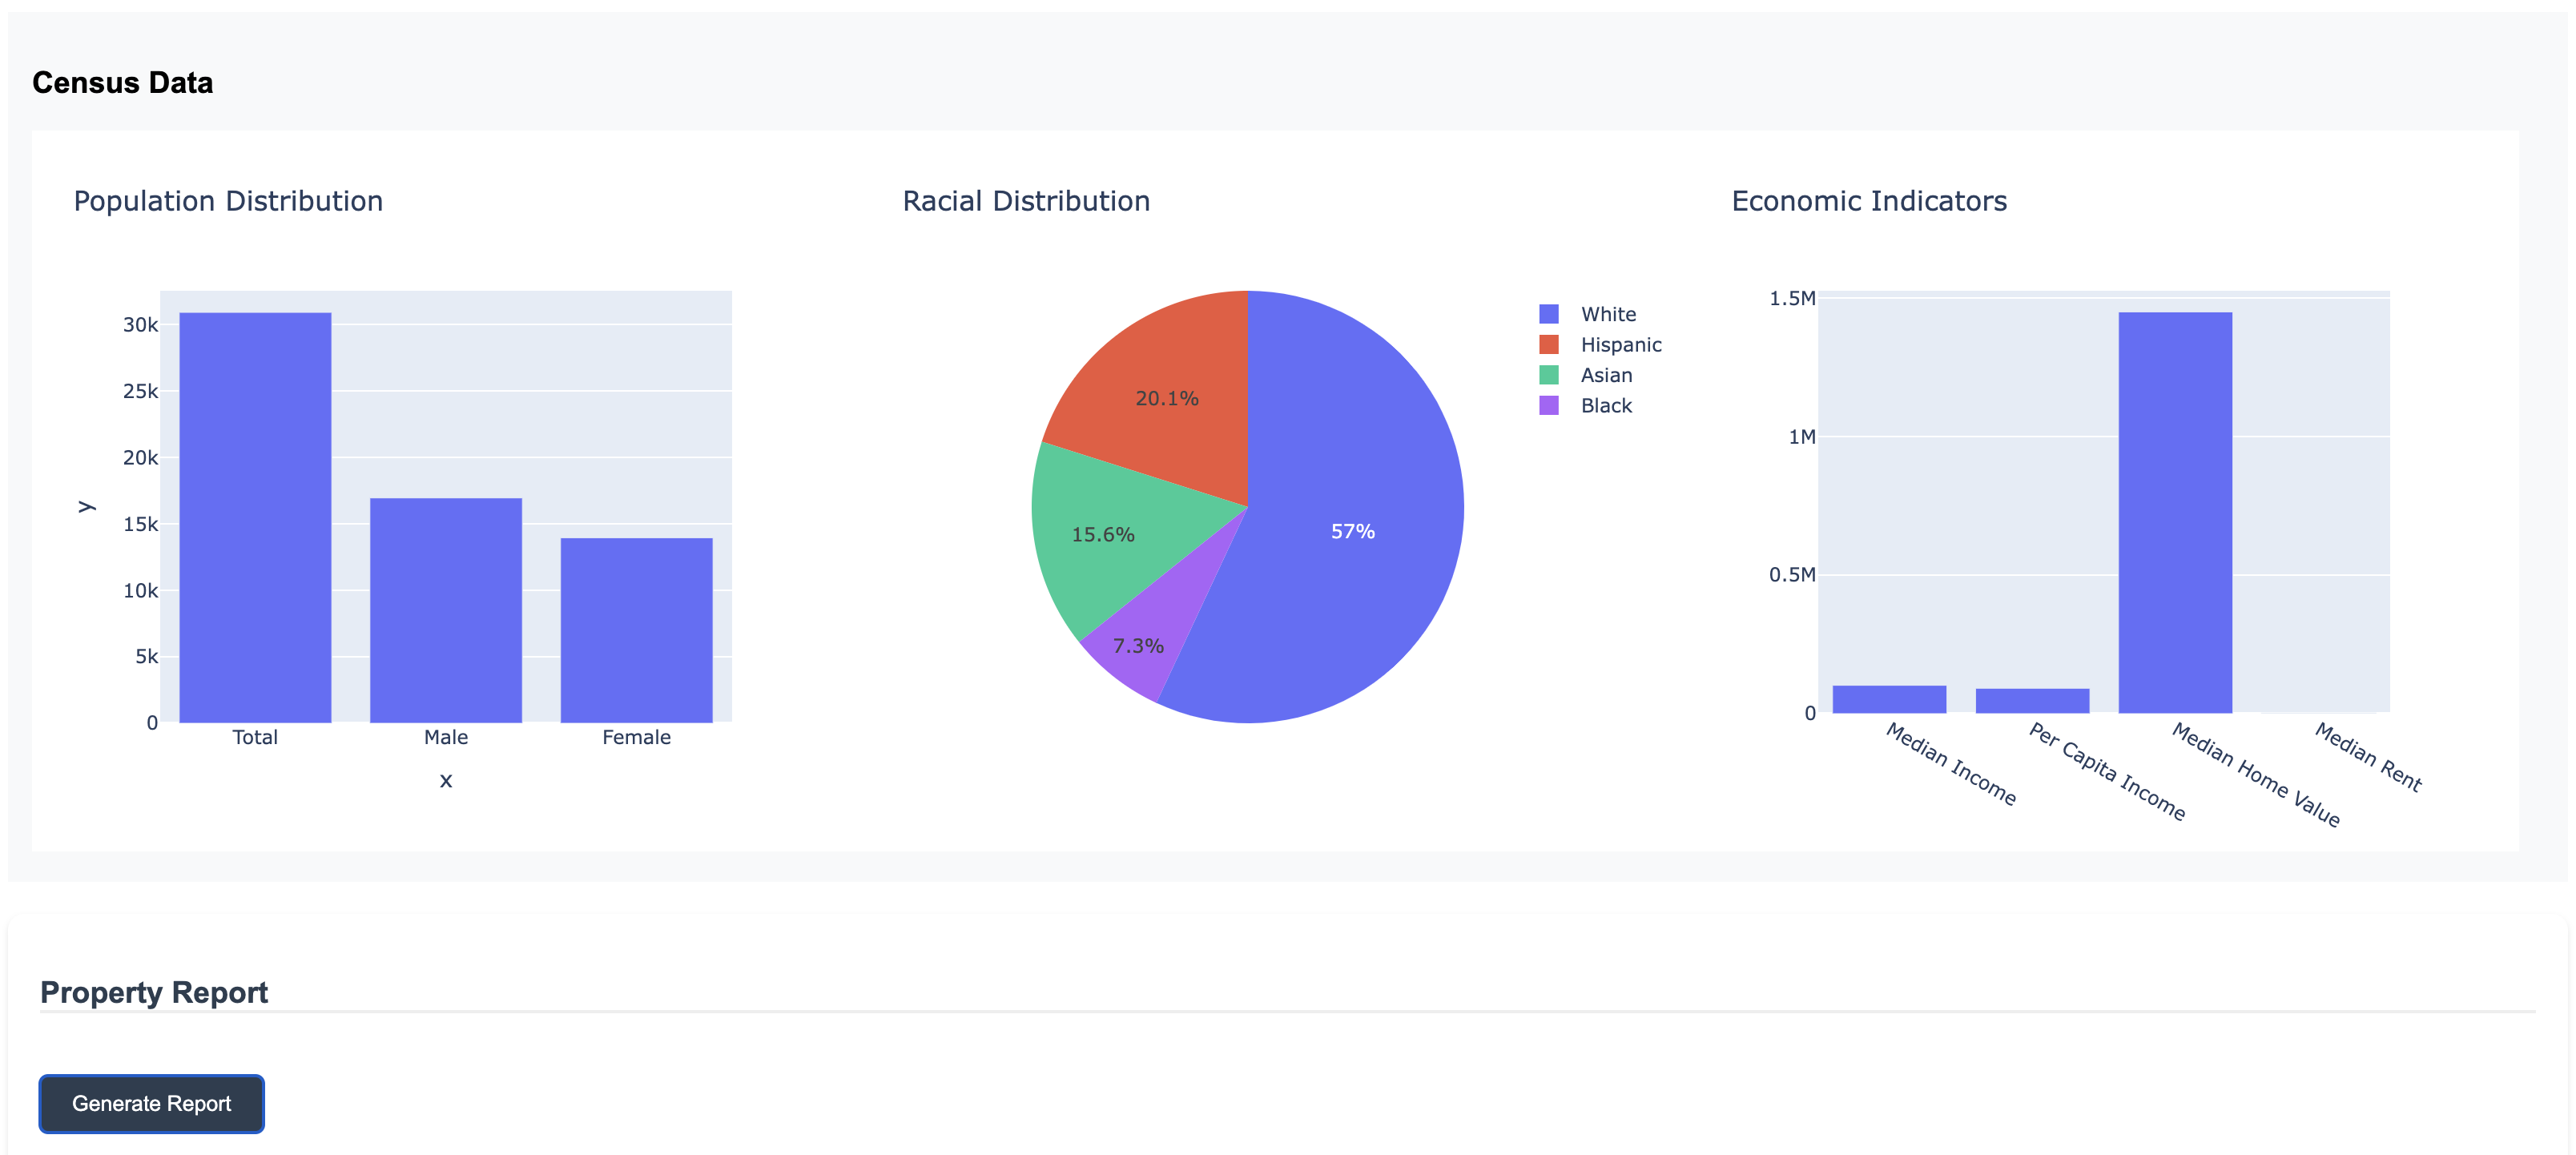 Census Data
Population Distribution
30k
25k
20k
15k
10k
5k
0
y
Total
Male
Female
x
Racial Distribution
White
Hispanic
Asian
Black
20.1%
57%
15.6%
7.3%
Economic Indicators
1.5M
1M
0.5M
0
Median Income
Per Capita Income
Median Home Value
Median Rent
Property Report
Generate Report